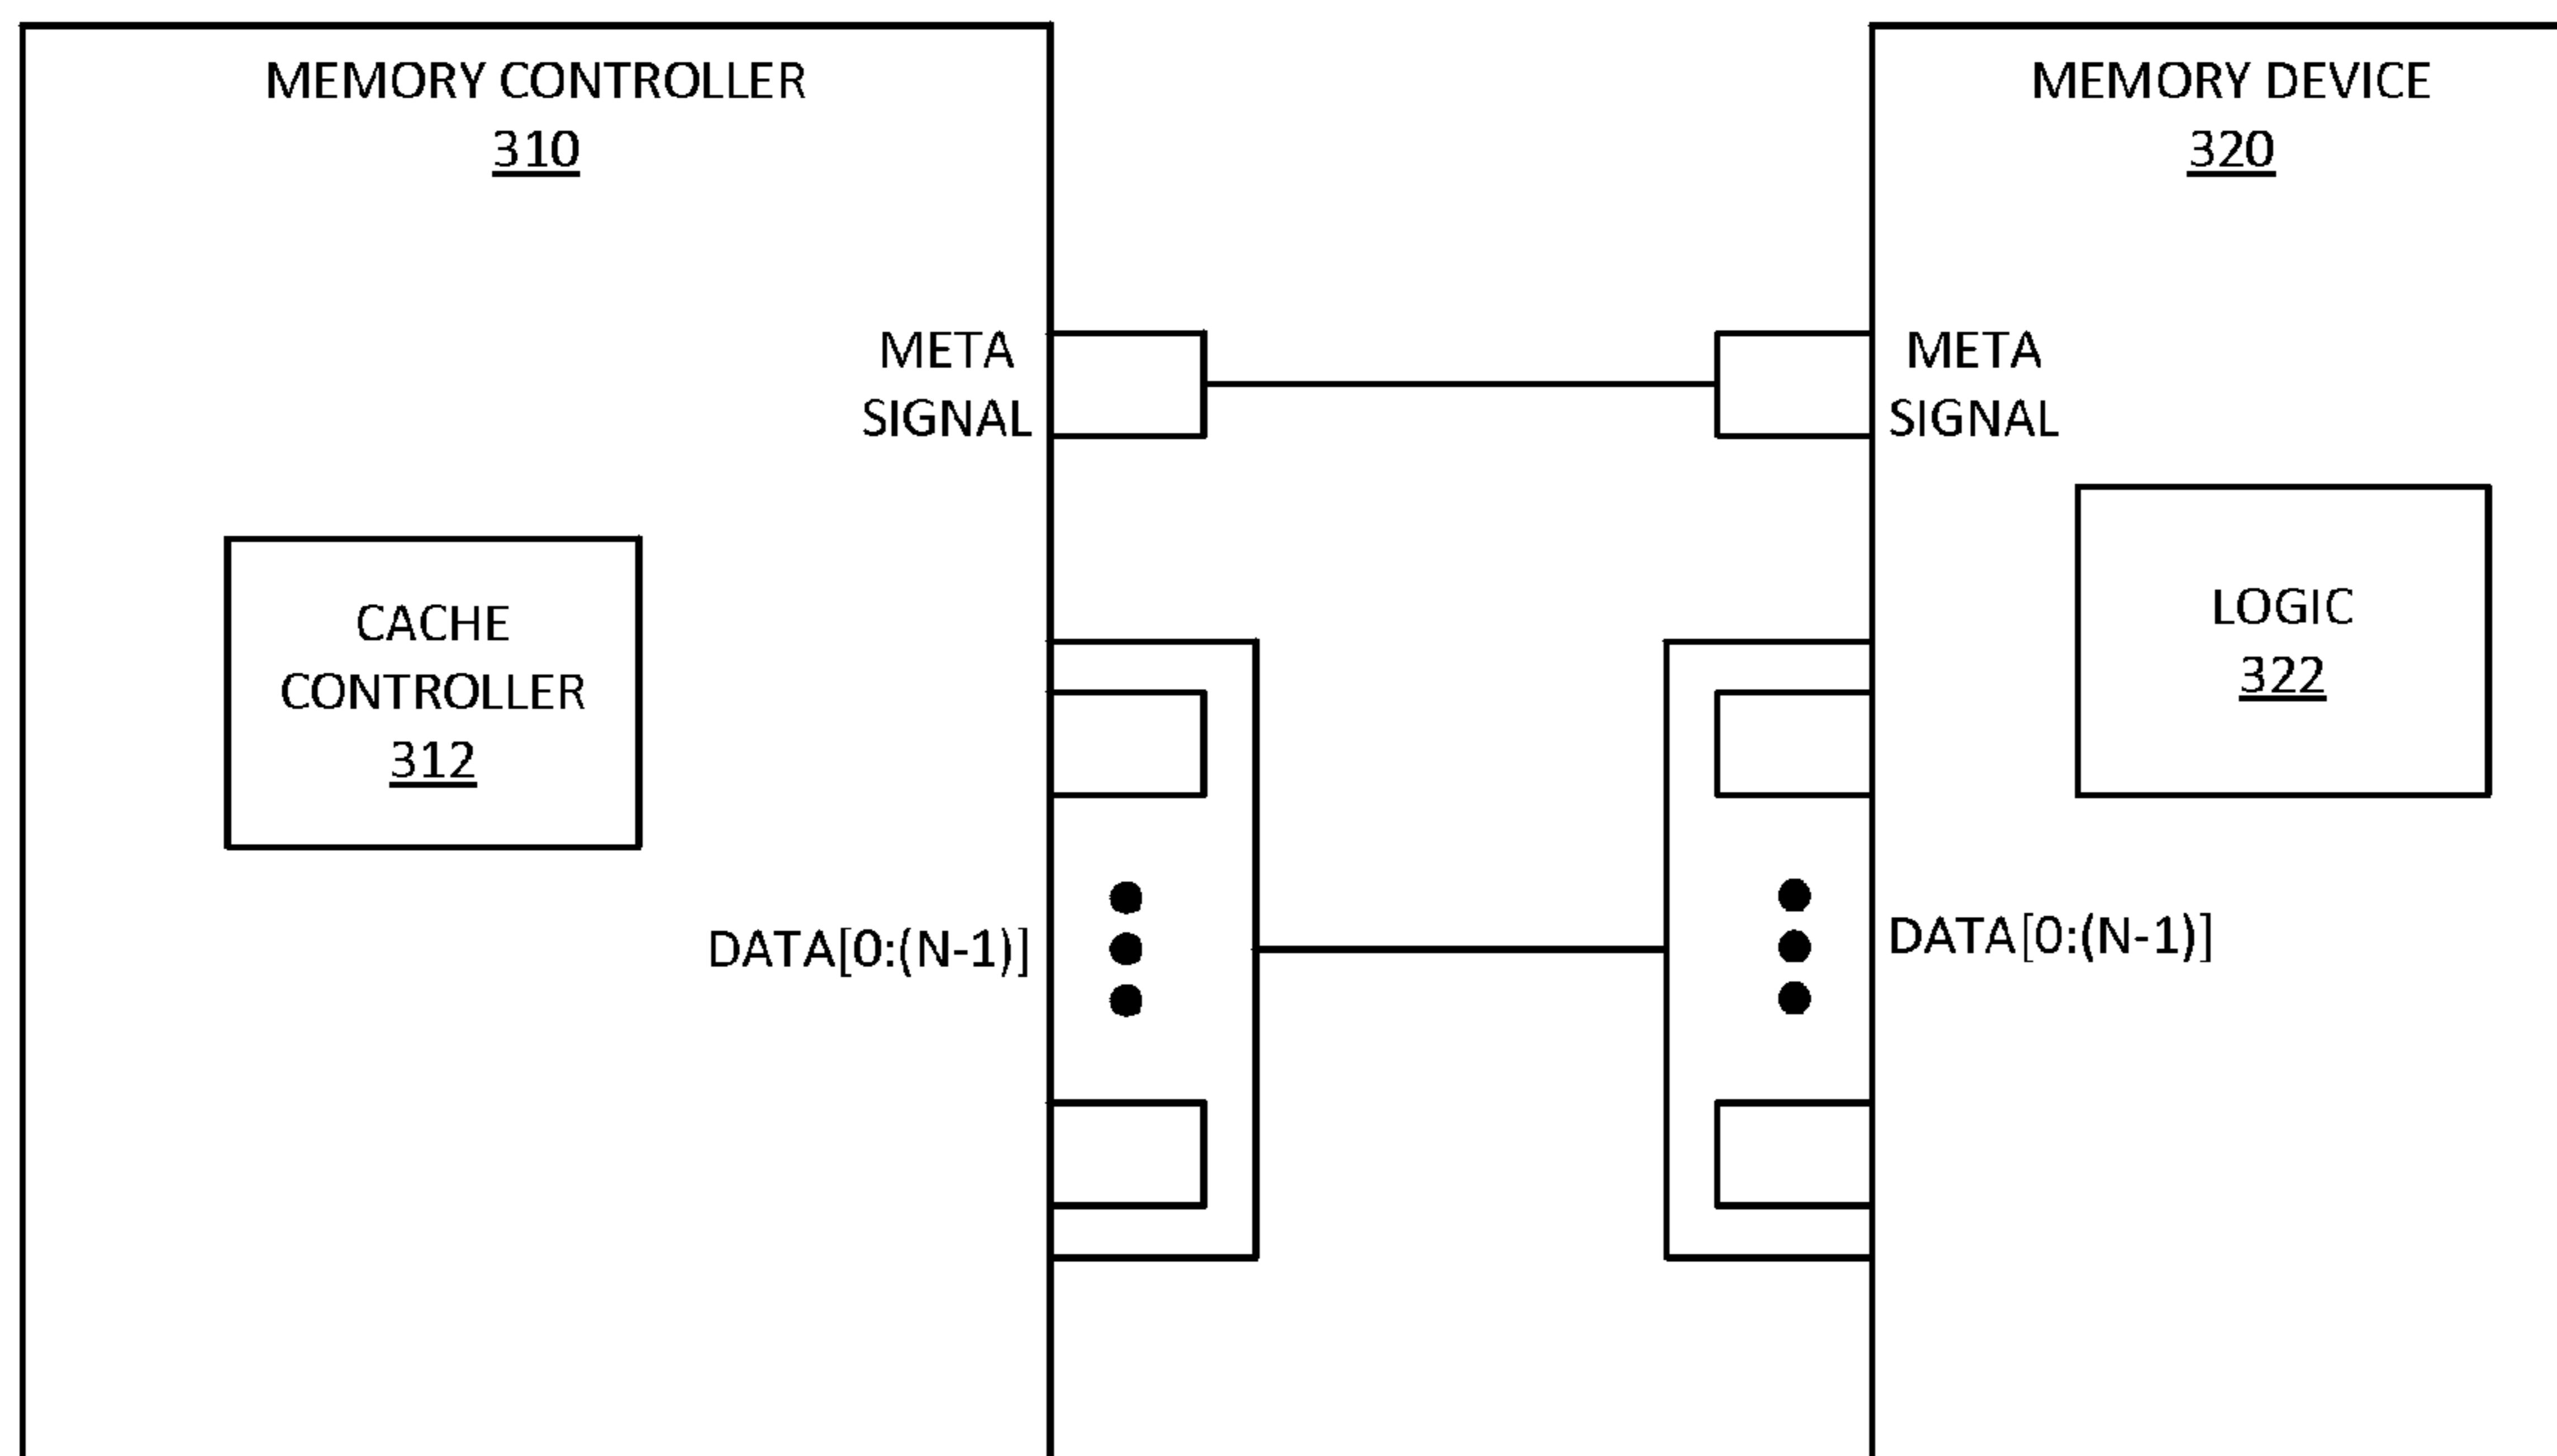 MEMORY CONTROLLER
310
MEMORY DEVICE
320
META
SIGNAL
META
SIGNAL
CACHE
CONTROLLER
312
LOGIC
322
DATA[0:(N-1)]
DATA[0:(N-1)]